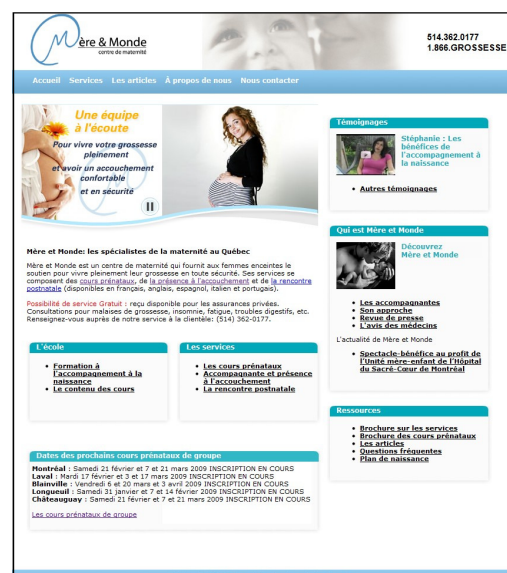 Mère & Monde
centre de maternité
514.362.0177
1.866.GROSSESSE
Accueil Services Les articles À propos de nous Nous contacter
Une équipe
à l'écoute
Pour vivre votre grossesse
pleinement
et avoir un accouchement
confortable
et en sécurité
Mère et Monde: les spécialistes de la maternité au Québec
Mère et Monde est un centre de maternité qui fournit aux femmes enceintes le
soutien pour vivre pleinement leur grossesse en toute sécurité. Ses services se
composent des cours prénataux, de la présence à l'accouchement et de la rencontre
postnatale (disponibles en français, anglais, espagnol, italien et portugais).
Possibilité de service Gratuit : reçu disponible pour les assurances privées.
Consultations pour malaises de grossesse, insomnie, fatigue, troubles digestifs, etc.
Renseignez-vous auprès de notre service à la clientèle: (514) 362-0177.
L'école
Formation à
l'accompagnement à la
naissance
Le contenu des cours
Les services
Les cours prénataux
Accompagnante et présence
à l'accouchement
La rencontre postnatale
Dates des prochains cours prénataux de groupe
Montréal : Samedi 21 février et 7 et 21 mars 2009 INSCRIPTION EN COURS
Laval : Mardi 17 février et 3 et 17 mars 2009 INSCRIPTION EN COURS
Blainville : Vendredi 6 et 20 mars et 3 avril 2009 INSCRIPTION EN COURS
Longueuil : Samedi 31 janvier et 7 et 14 février 2009 INSCRIPTION EN COURS
Châteauguay : Samedi 21 février et 7 et 21 mars 2009 INSCRIPTION EN COURS
Les cours prénataux de groupe
Témoignages
Stéphanie : Les
bénéfices de
l'accompagnement à
la naissance
Autres témoignages
Qui est Mère et Monde
Découvrez
Mère et Monde
Les accompagnantes
Son approche
Revue de presse
L'avis des médecins
L'actualité de Mère et Monde
Spectacle-bénéfice au profit de
l'Unité mère-enfant de l'Hôpital
du Sacré-Cœur de Montréal
Ressources
Brochure sur les services
Brochure des cours prénataux
Les articles
Questions fréquentes
Plan de naissance